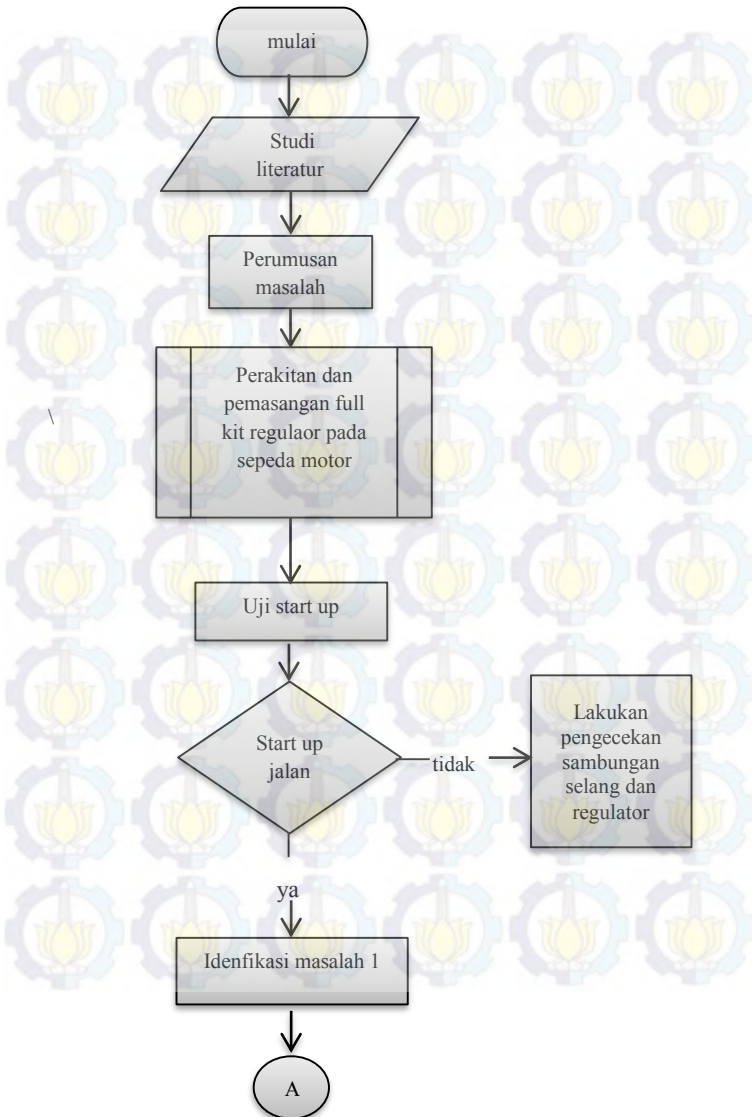 mulai
Studi
literatur
Perumusan
masalah
Perakitan dan
pemasangan full
kit regulaor pada
sepeda motor
\
Uji start up
Start up
jalan
tidak
Lakukan
pengecekan
sambungan
selang dan
regulator
ya
Idenfikasi masalah 1
A